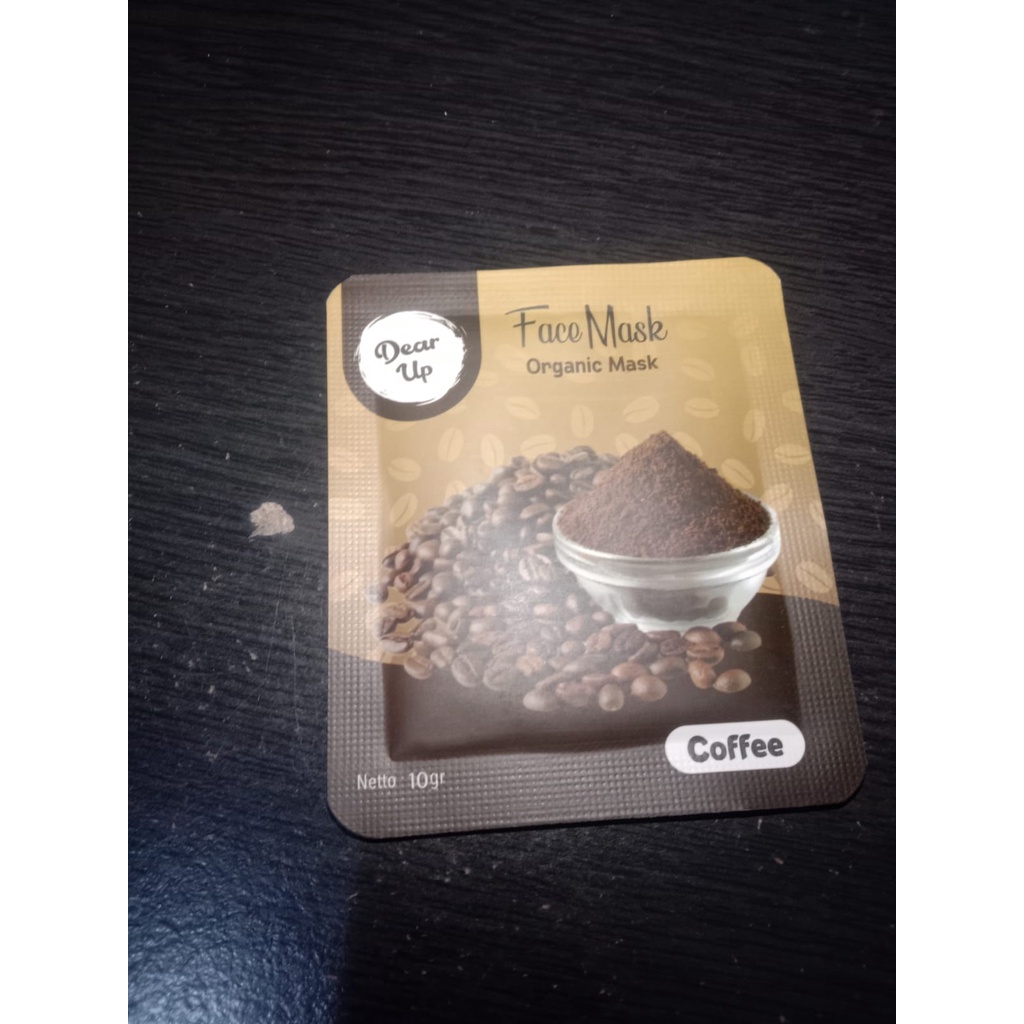 Dear
Up
Face Mask
Organic Mask
Coffee
Netto 10gr